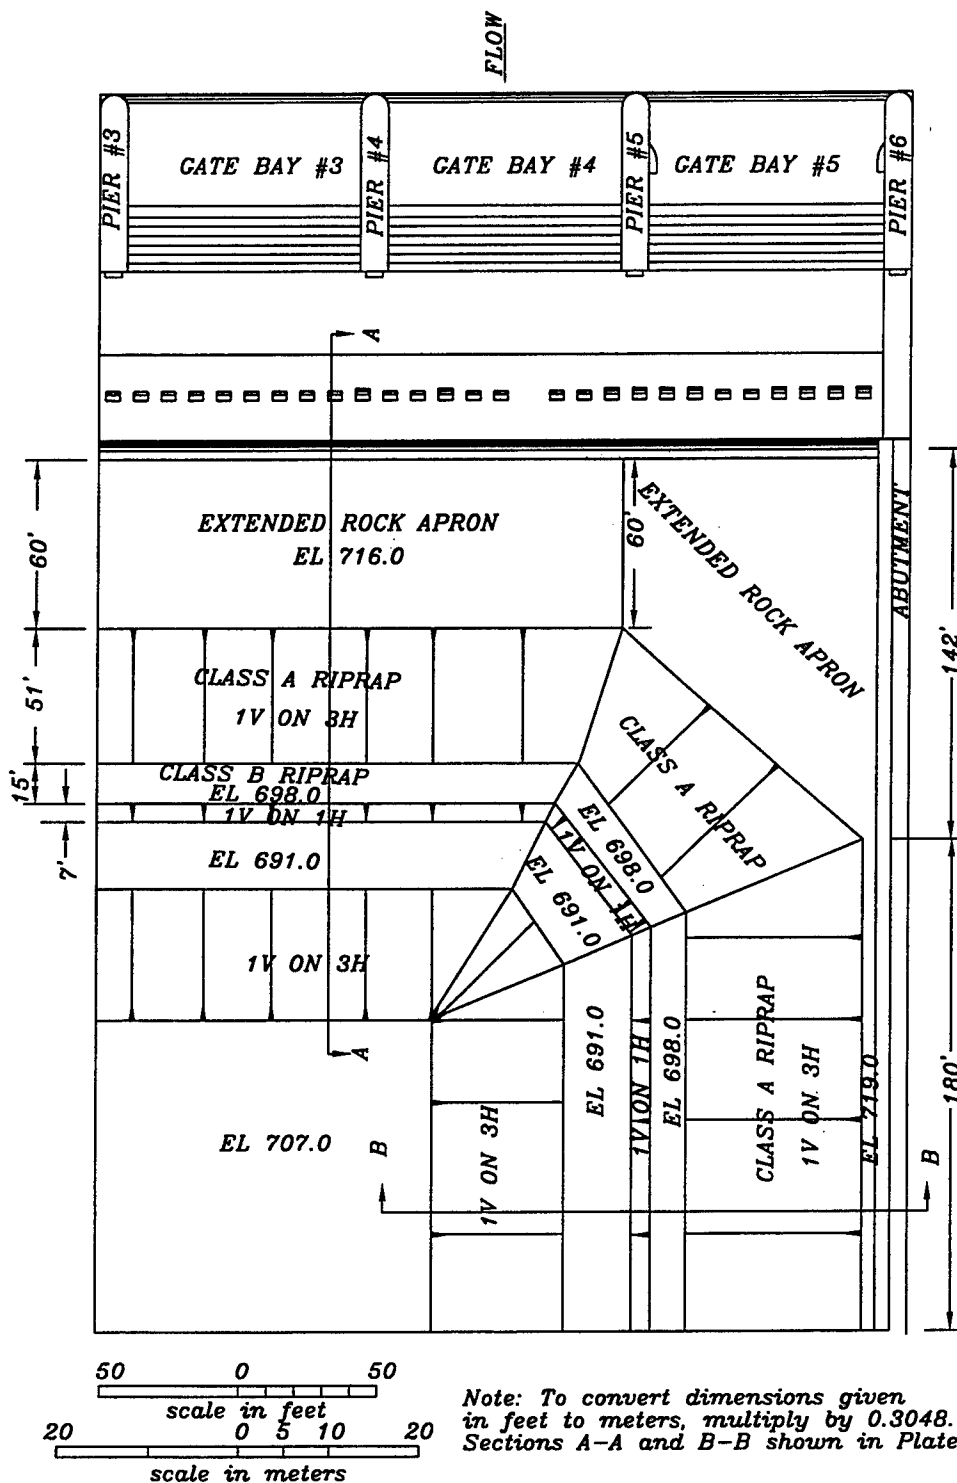 FLOW
PIER #3
GATE BAY #3
PIER #4
GATE BAY #4
PIER #5
GATE BAY #5
PIER #6
A
60'
EXTENDED ROCK APRON
EL 716.0
60'
EXTENDED ROCK APRON
ABUTMENT
142'
51'
CLASS A RIPRAP
1V ON 3H
CLASS A RIPRAP
15'
CLASS B RIPRAP
EL 698.0
1V ON 1H
7'
EL 691.0
EL 698.0
1V ON 1H
EL 691.0
1V ON 3H
A
EL 707.0
B
1V ON 3H
EL 691.0
1V ON 1H
EL 698.0
CLASS A RIPRAP
1V ON 3H
EL 719.0
B
180'
50 0 50
scale in feet
20 10 0 5 10 20
scale in meters
Note: To convert dimensions given
in feet to meters, multiply by 0.3048.
Sections A-A and B-B shown in Plate